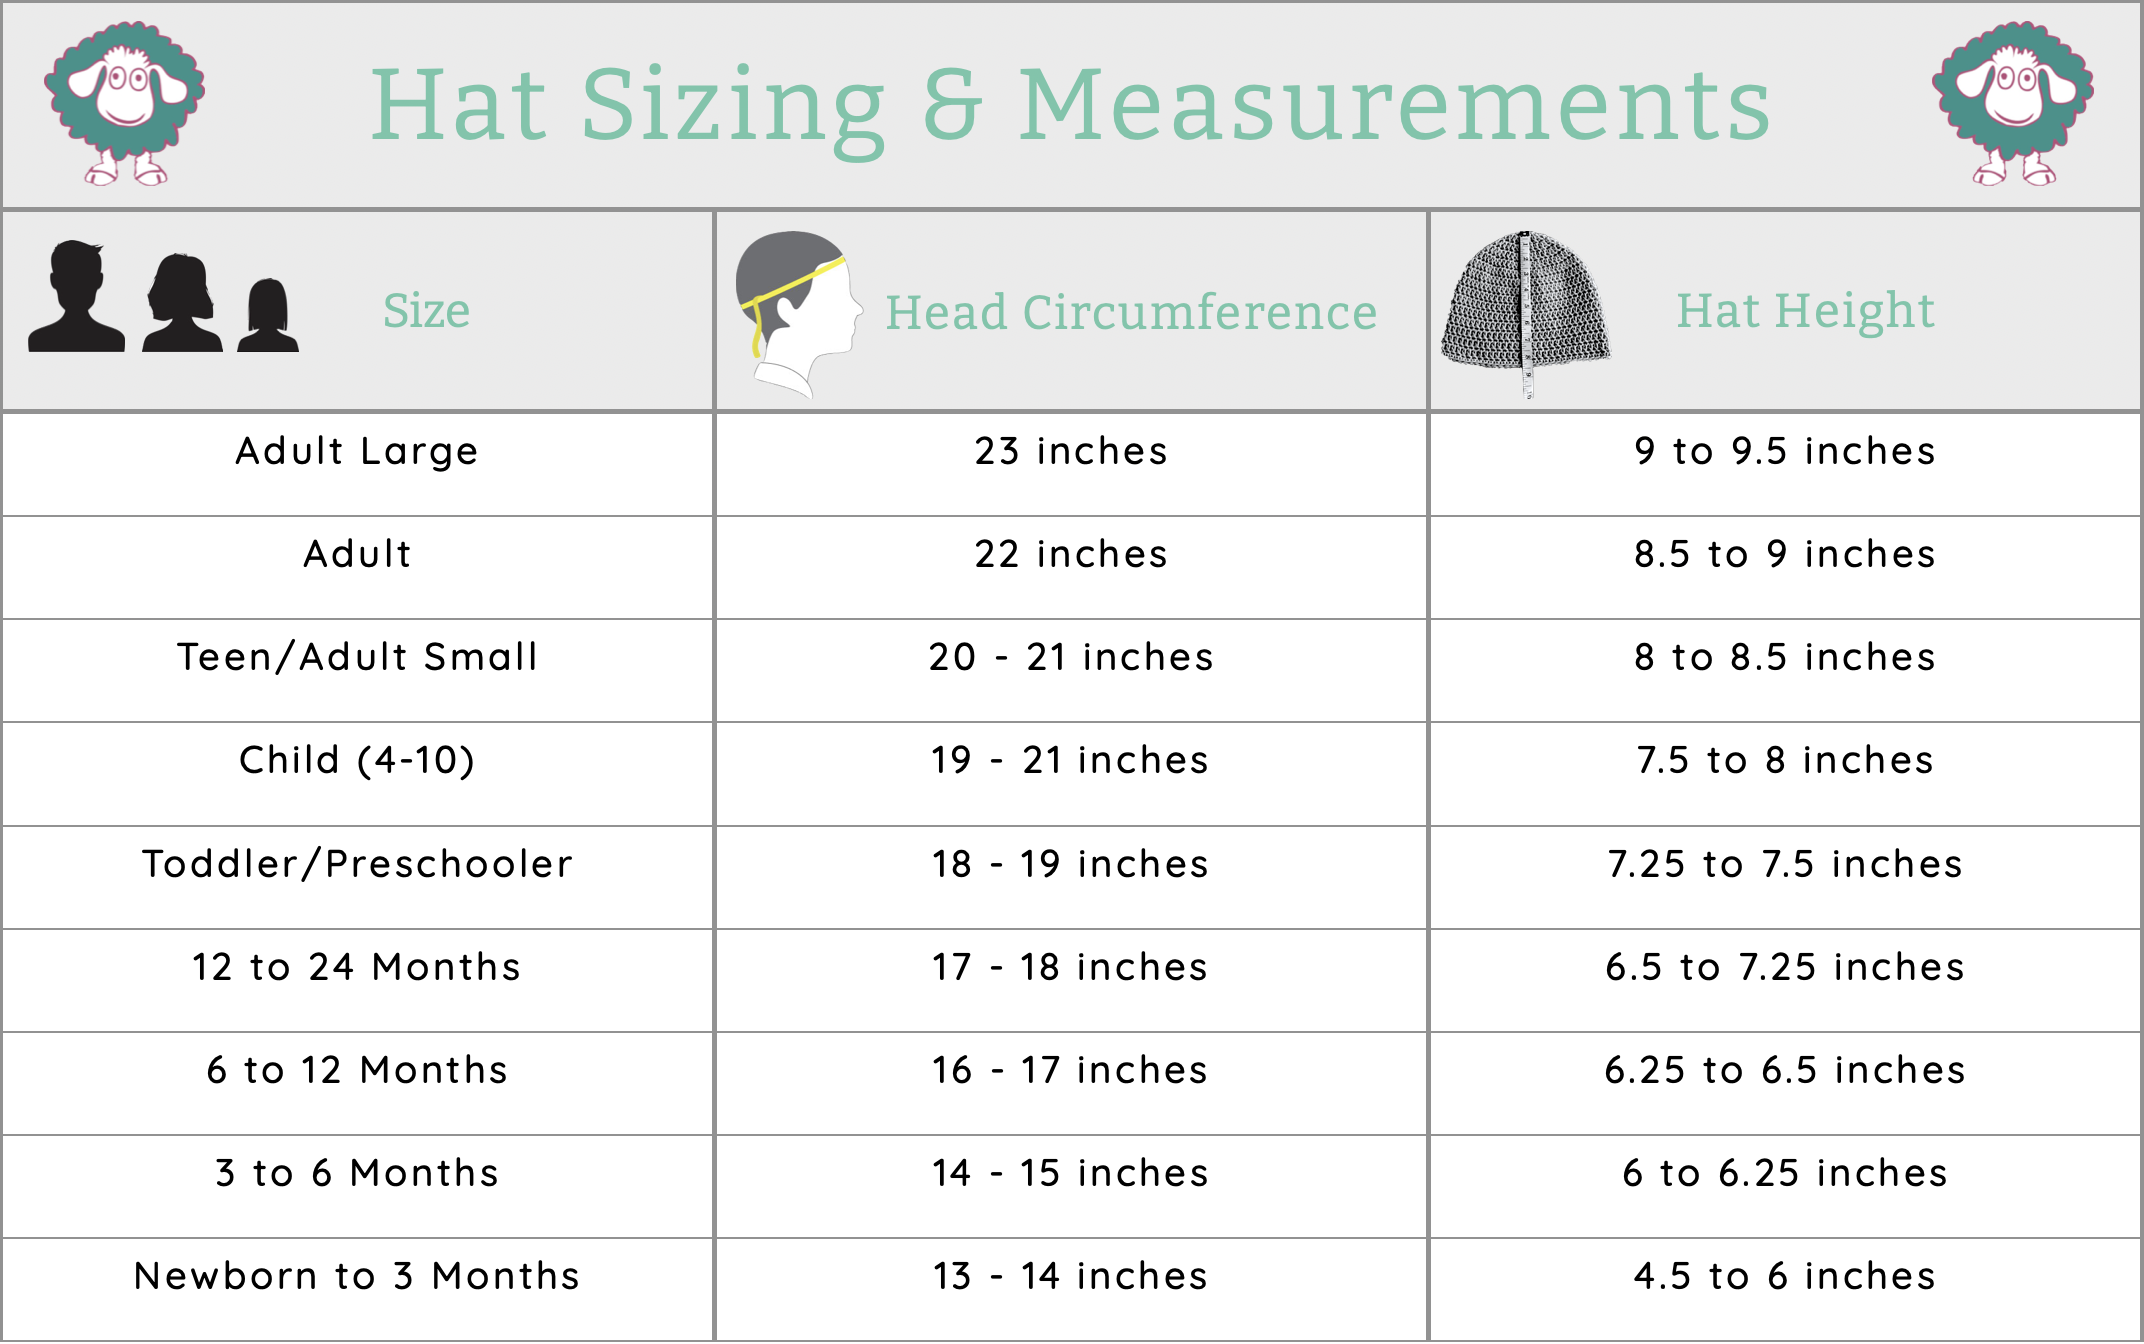 Hat Sizing & Measurements
Size
Head Circumference
Hat Height
Adult Large
23 inches
9 to 9.5 inches
Adult
22 inches
8.5 to 9 inches
Teen/Adult Small
20 - 21 inches
8 to 8.5 inches
Child (4-10)
19 - 21 inches
7.5 to 8 inches
Toddler/Preschooler
18 - 19 inches
7.25 to 7.5 inches
12 to 24 Months
17 - 18 inches
6.5 to 7.25 inches
6 to 12 Months
16 - 17 inches
6.25 to 6.5 inches
3 to 6 Months
14 - 15 inches
6 to 6.25 inches
Newborn to 3 Months
13 - 14 inches
4.5 to 6 inches